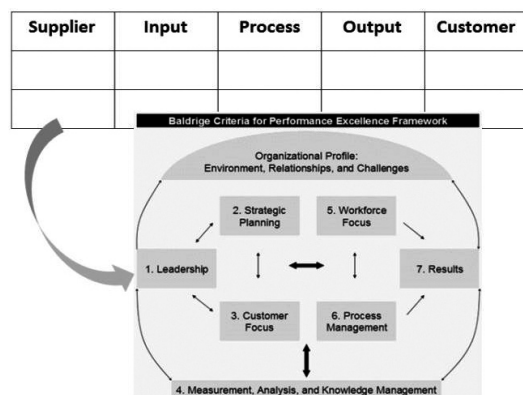 Supplier Input Process Output Customer
Baldrige Criteria for Performance Excellence Framework
Organizational Profile:
Environment, Relationships, and Challenges
2. Strategic
Planning
5. Workforce
Focus
1. Leadership
7. Results
3. Customer
Focus
6. Process
Management
4. Measurement, Analysis, and Knowledge Management